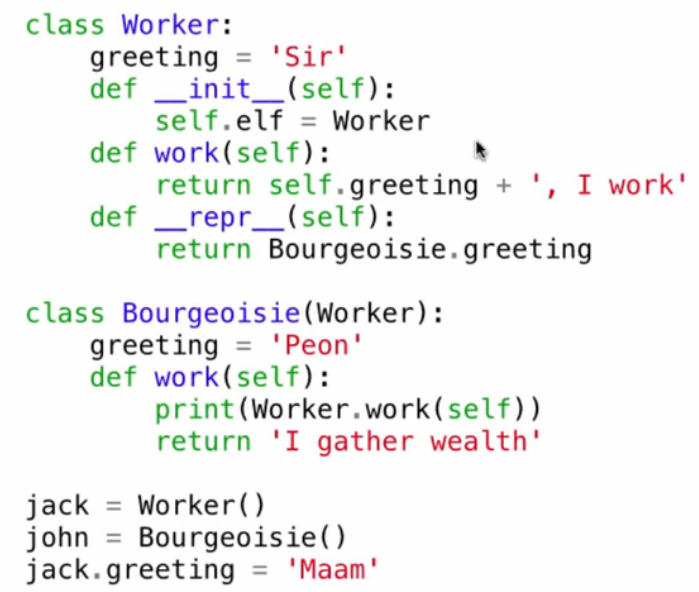 class Worker:
    greeting = 'Sir'
    def __init__(self):
        self.elf = Worker
    def work(self):
        return self.greeting + ', I work'
    def __repr__(self):
        return Bourgeoisie.greeting

class Bourgeoisie(Worker):
    greeting = 'Peon'
    def work(self):
        print(Worker.work(self))
        return 'I gather wealth'

jack = Worker()
john = Bourgeoisie()
jack.greeting = 'Maam'